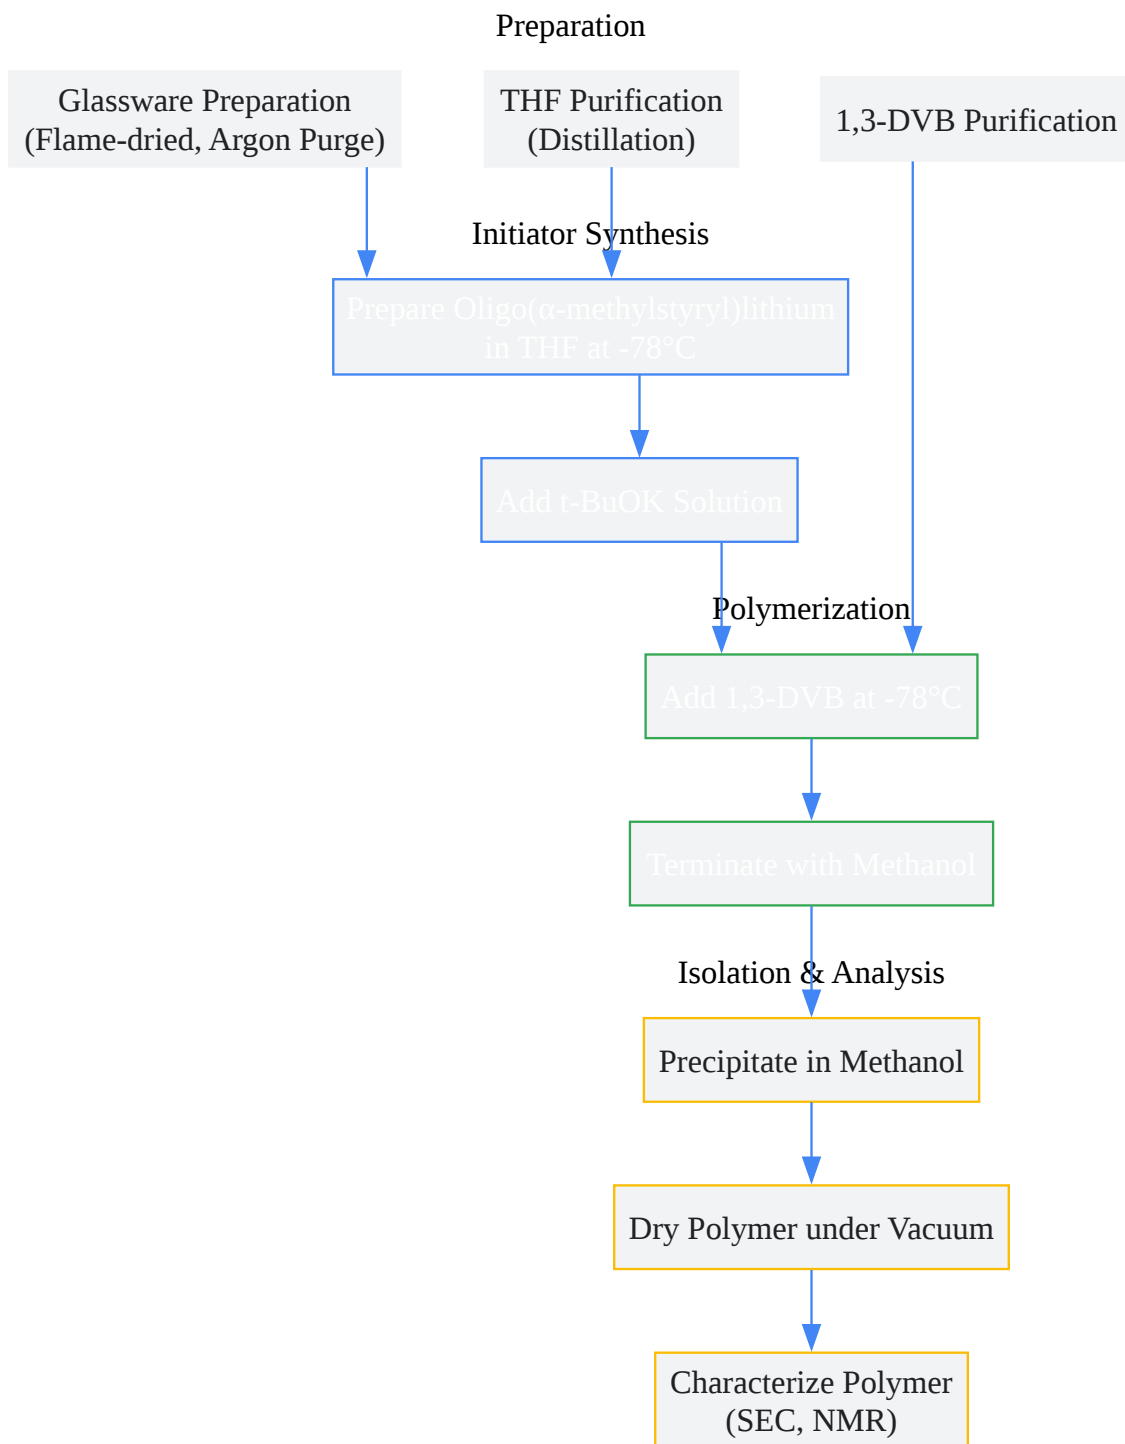 Preparation
Glassware Preparation
(Flame-dried, Argon Purge)
THF Purification
(Distillation)
1,3-DVB Purification
Initiator Synthesis
Prepare Oligo(α-methylstyryl)lithium
in THF at -78°C
Add t-BuOK Solution
Polymerization
Add 1,3-DVB at -78°C
Terminate with Methanol
Isolation & Analysis
Precipitate in Methanol
Dry Polymer under Vacuum
Characterize Polymer
(SEC, NMR)